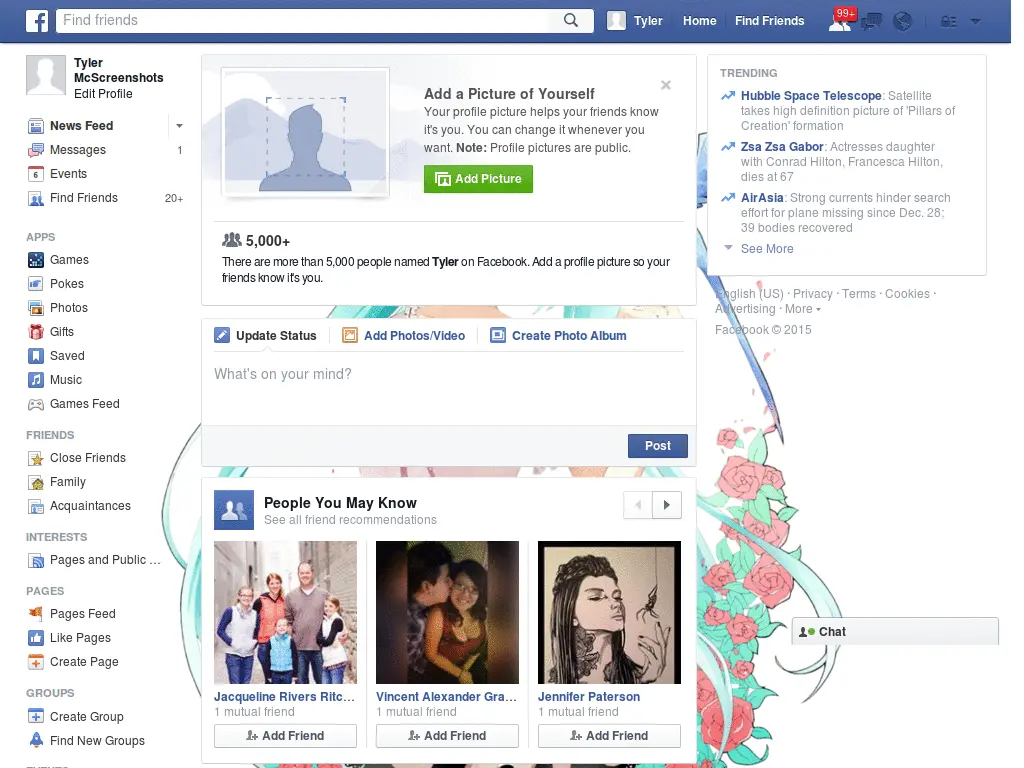 Find friends
Tyler
Home
Find Friends
99+
Tyler
McScreenshots
Edit Profile
News Feed
Messages 1
6 Events
Find Friends 20+
APPS
Games
Pokes
Photos
Gifts
Saved
Music
Games Feed
FRIENDS
Close Friends
Family
Acquaintances
INTERESTS
Pages and Public ...
PAGES
Pages Feed
Like Pages
Create Page
GROUPS
Create Group
Find New Groups
Add a Picture of Yourself
Your profile picture helps your friends know
it's you. You can change it whenever you
want. Note: Profile pictures are public.
Add Picture
5,000+
There are more than 5,000 people named Tyler on Facebook. Add a profile picture so your
friends know it's you.
Update Status
Add Photos/Video
Create Photo Album
What's on your mind?
Post
People You May Know
See all friend recommendations
Jacqueline Rivers Ritc...
1 mutual friend
Add Friend
Vincent Alexander Gra...
1 mutual friend
Add Friend
Jennifer Paterson
1 mutual friend
Add Friend
TRENDING
Hubble Space Telescope: Satellite
takes high definition picture of 'Pillars of
Creation' formation
Zsa Zsa Gabor: Actresses daughter
with Conrad Hilton, Francesca Hilton,
dies at 67
AirAsia: Strong currents hinder search
effort for plane missing since Dec. 28;
39 bodies recovered
See More
English (US) · Privacy · Terms · Cookies ·
Advertising · More
Facebook © 2015
Chat